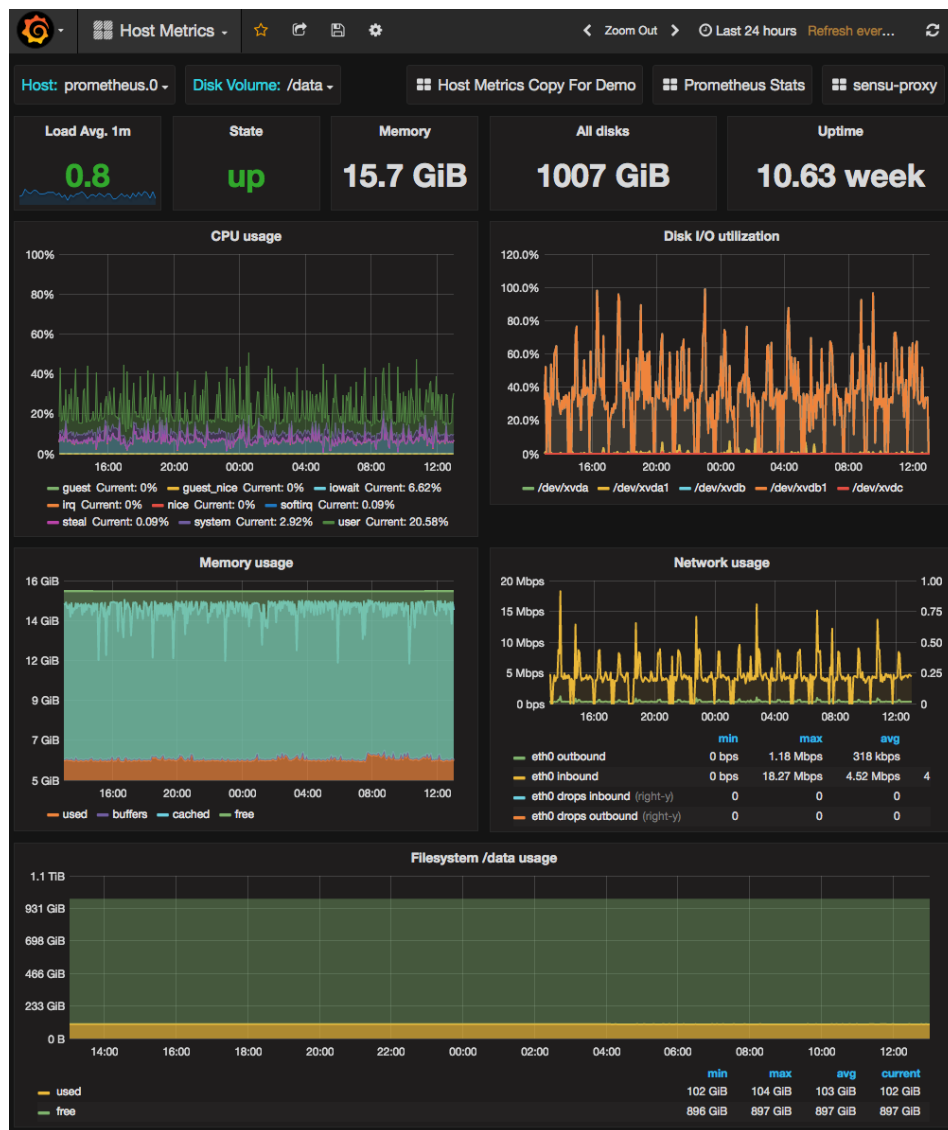 Host Metrics
Zoom Out
Last 24 hours Refresh ever...
Host: prometheus.0
Disk Volume: /data
Host Metrics Copy For Demo
Prometheus Stats
sensu-proxy
Load Avg. 1m
0.8
State
up
Memory
15.7 GiB
All disks
1007 GiB
Uptime
10.63 week
CPU usage
100%
80%
60%
40%
20%
0%
16:00 20:00 00:00 04:00 08:00 12:00
guest Current: 0% guest_nice Current: 0% iowait Current: 6.62%
irq Current: 0% nice Current: 0% softirq Current: 0.09%
steal Current: 0.09% system Current: 2.92% user Current: 20.58%
Disk I/O utilization
120.0%
100.0%
80.0%
60.0%
40.0%
20.0%
0%
16:00 20:00 00:00 04:00 08:00 12:00
/dev/xvda /dev/xvda1 /dev/xvdb /dev/xvdb1 /dev/xvdc
Memory usage
16 GiB
14 GiB
12 GiB
9 GiB
7 GiB
5 GiB
16:00 20:00 00:00 04:00 08:00 12:00
used buffers cached free
Network usage
20 Mbps 1.00
15 Mbps 0.75
10 Mbps 0.50
5 Mbps 0.25
0 bps 0
16:00 20:00 00:00 04:00 08:00 12:00
min max avg
eth0 outbound 0 bps 1.18 Mbps 318 kbps
eth0 inbound 0 bps 18.27 Mbps 4.52 Mbps 4
eth0 drops inbound (right-y) 0 0 0
eth0 drops outbound (right-y) 0 0 0
Filesystem /data usage
1.1 TiB
931 GiB
698 GiB
466 GiB
233 GiB
0 B
14:00 16:00 18:00 20:00 22:00 00:00 02:00 04:00 06:00 08:00 10:00 12:00
min max avg current
used 102 GiB 104 GiB 103 GiB 102 GiB
free 896 GiB 897 GiB 897 GiB 897 GiB